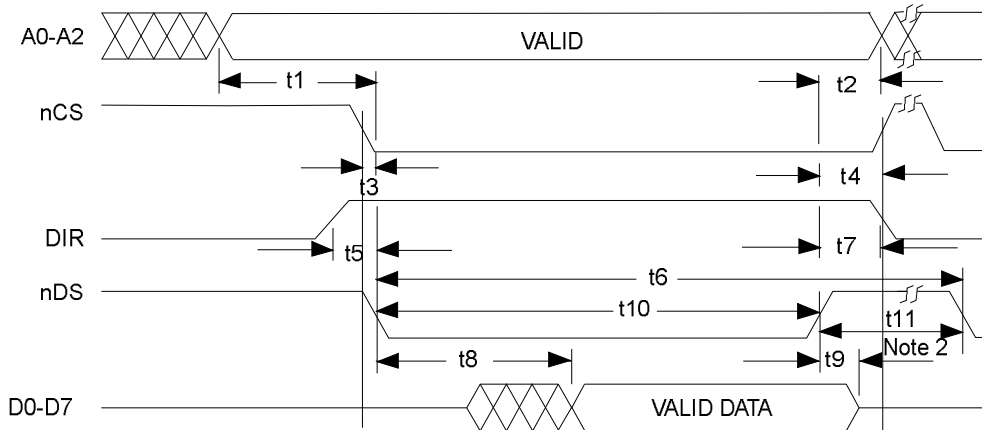 A0-A2
VALID
t1
t2
nCS
t3
t4
DIR
t5
t7
t6
nDS
t10
t11
Note 2
t8
t9
D0-D7
VALID DATA